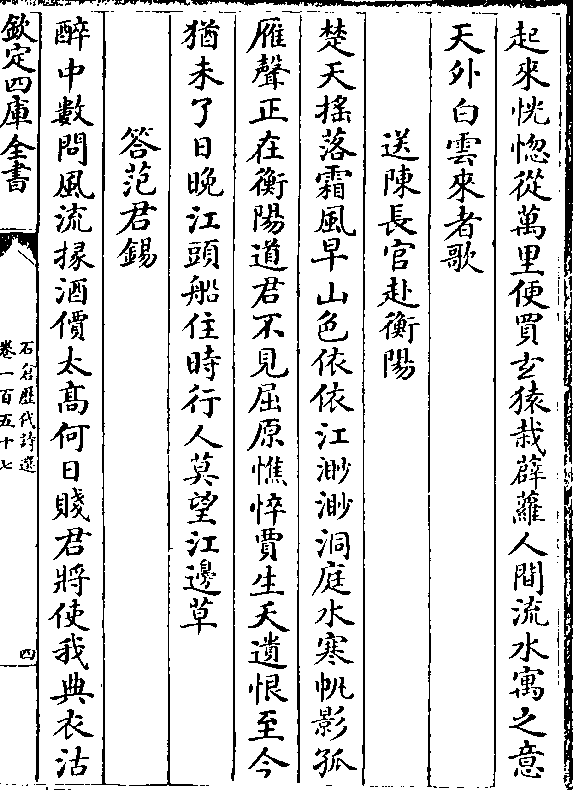 起來恍惚從萬里便買玄猿栽薜蘿人間流水寓之意
天外白雲來者歌
送陳長官赴衡陽
楚天摇落霜風早山色依依江渺渺洞庭水寒帆影孤
雁聲正在衡陽道君不見屈原憔悴賈生夭遺恨至今
猶未了日晚江頭船住時行人莫望江邊草
答范君錫
醉中數問風流掾酒價太高何日賤君將使我典衣沽
欽定四庫全書
石倉歷代詩選
卷一百五十七
四